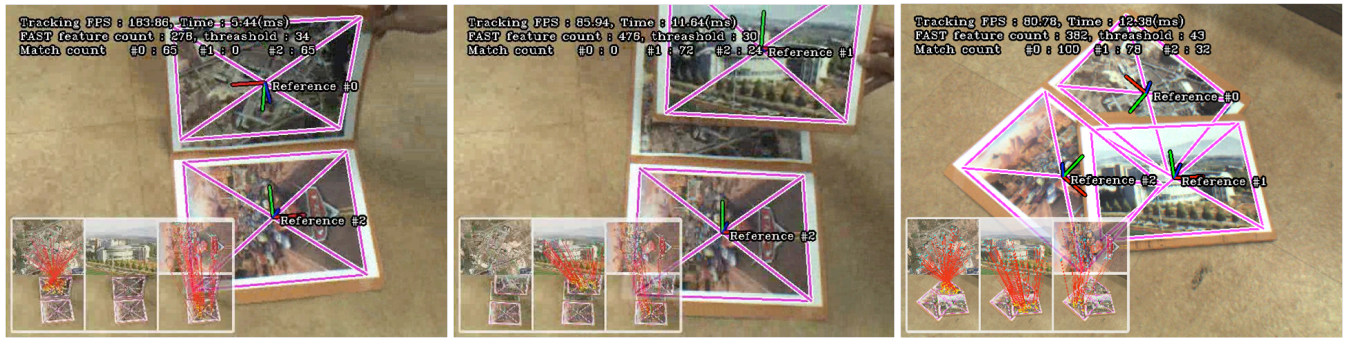 Tracking FPS : 183.86, Time : 5.44(ms)
FAST feature count : 276, threashold : 34
Match count #0 : 65 #1 : 0 #2 : 65
Reference #0
Reference #2
Tracking FPS : 85.94, Time : 11.64(ms)
FAST feature count : 476, threashold : 30
Match count #0 : 0 #1 : 72 #2 : 24
Reference #1
Reference #2
Tracking FPS : 80.78, Time : 12.38(ms)
FAST feature count : 382, threashold : 43
Match count #0 : 100 #1 : 78 #2 : 32
Reference #0
Reference #2
Reference #1